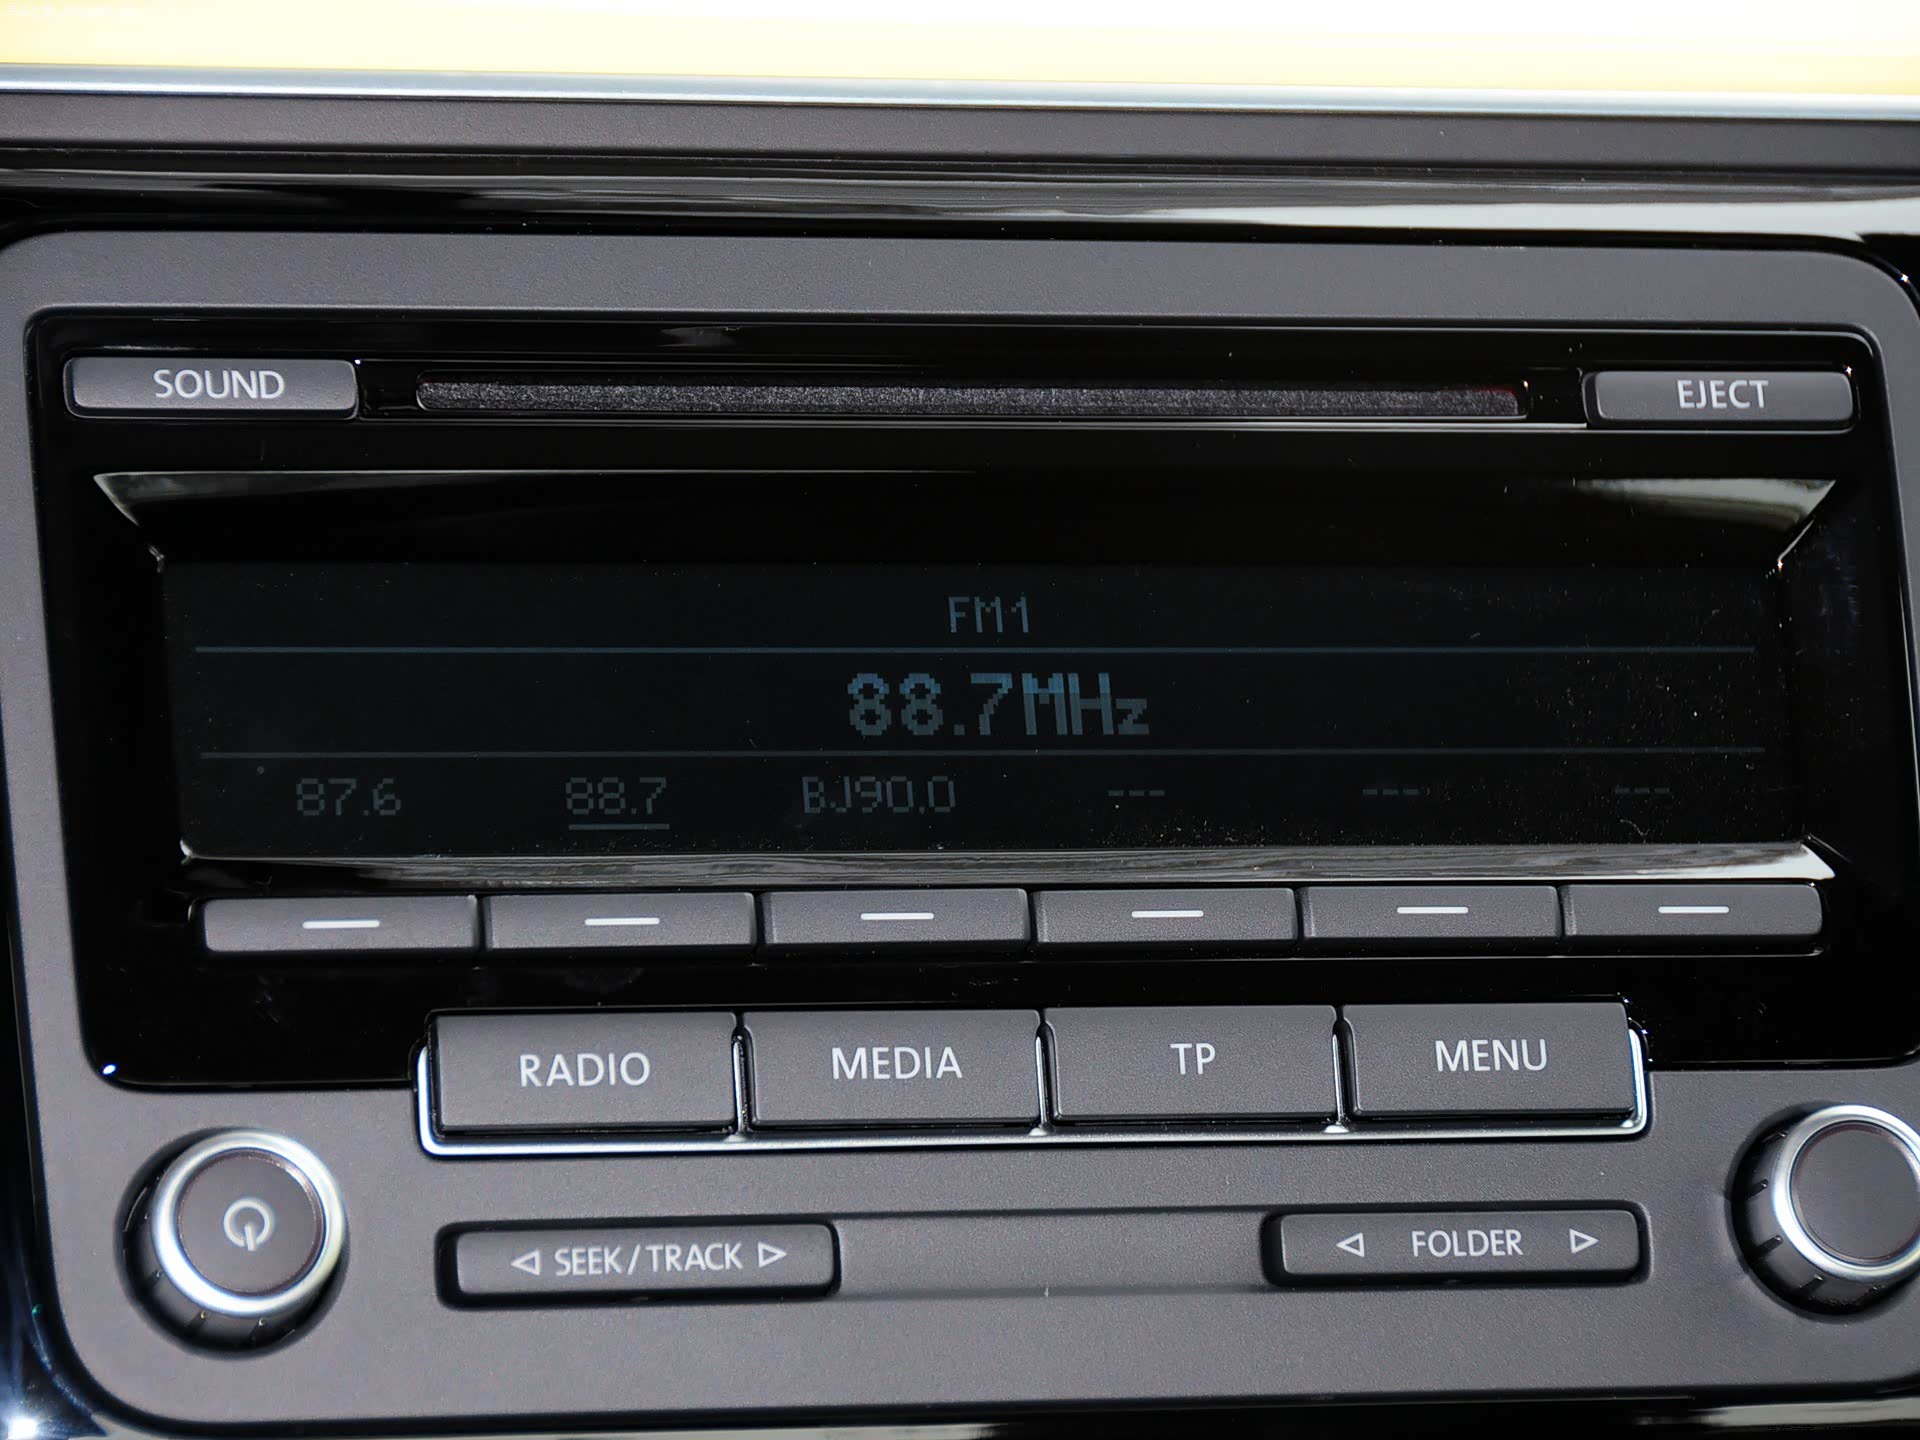 SOUND
EJECT
FM1
88.7MHz
87.6 88.7 BJ90.0 --- --- ---
RADIO MEDIA TP MENU
SEEK/TRACK FOLDER